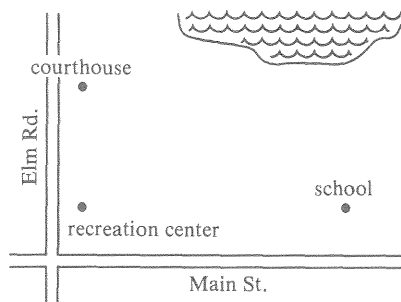 courthouse
Elm Rd.
school
recreation center
Main St.